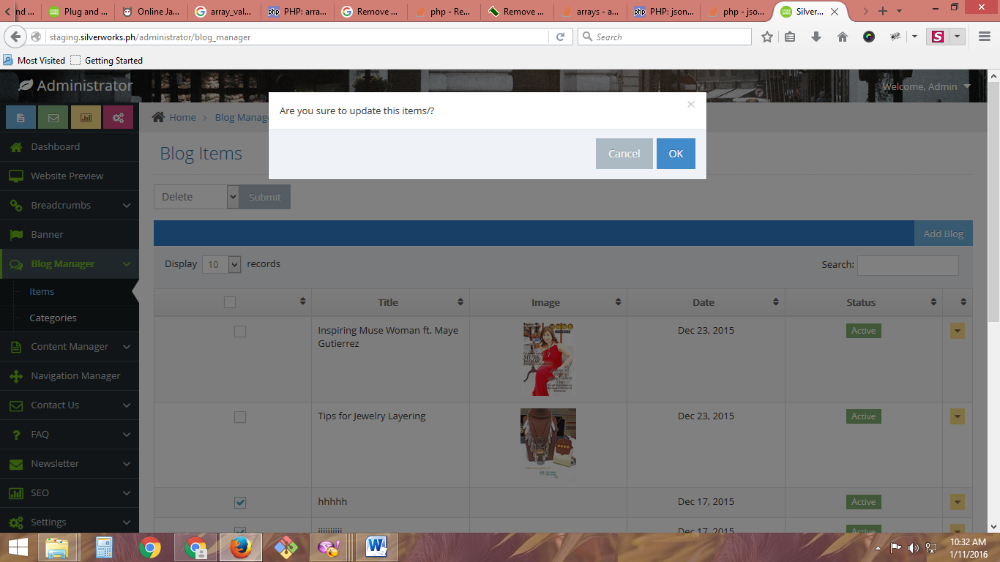 nd ...
Plug and ...
Online Ja...
array_val...
PHP: arra...
Remove ...
php - Re...
Remove ...
arrays - a...
PHP: json...
php - jso...
Silver...
staging.silverworks.ph/administrator/blog_manager
Search
Most Visited
Getting Started
Administrator
Welcome, Admin
Are you sure to update this items/?
Cancel
OK
Home
Blog Manag
Blog Items
Delete
Submit
Add Blog
Display 10 records
Search:
Title
Image
Date
Status
Inspiring Muse Woman ft. Maye
Gutierrez
MUSE
WOMAN
Dec 23, 2015
Active
Tips for Jewelry Layering
Dec 23, 2015
Active
hhhhh
Dec 17, 2015
Active
Dec 17, 2015
Active
Dashboard
Website Preview
Breadcrumbs
Banner
Blog Manager
Items
Categories
Content Manager
Navigation Manager
Contact Us
FAQ
Newsletter
SEO
Settings
10:32 AM
1/11/2016